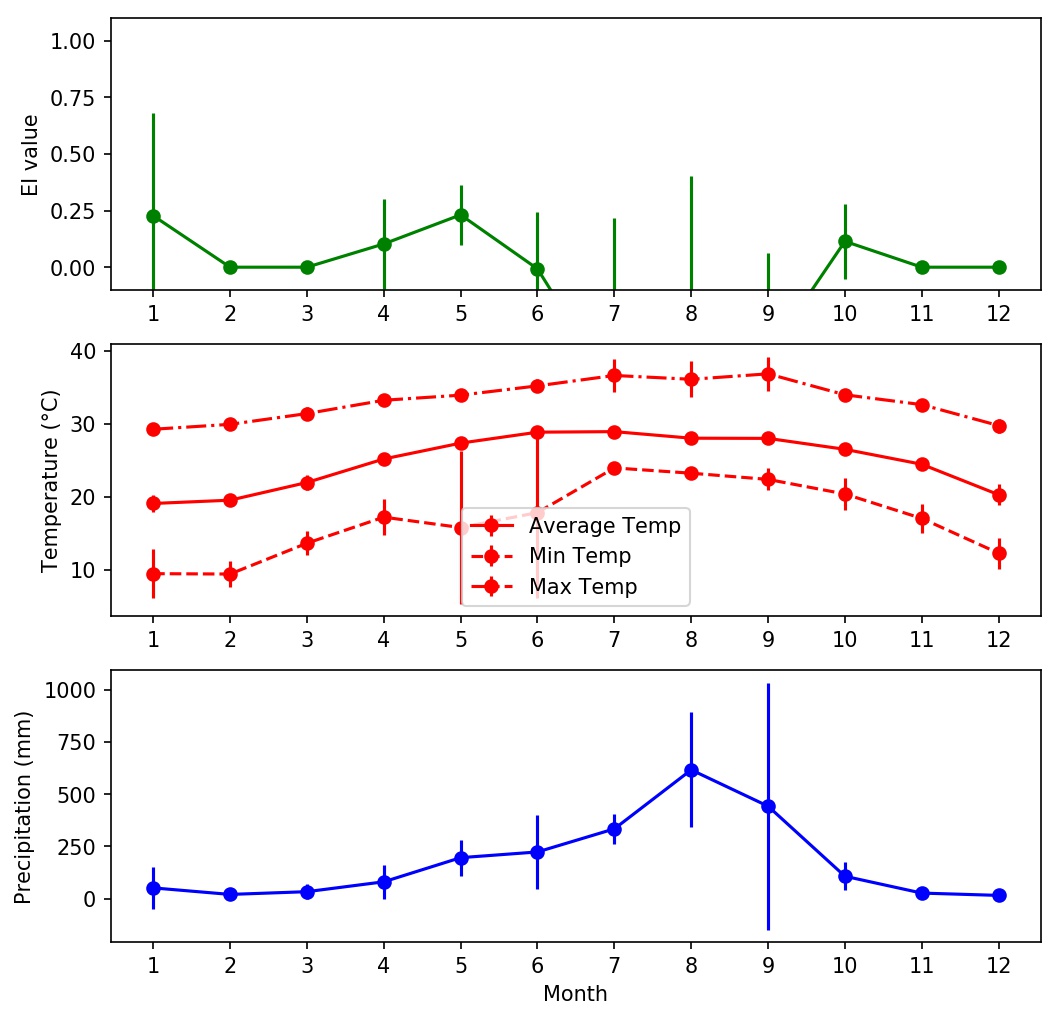 EI value
1.00
0.75
0.50
0.25
0.00
1 2 3 4 5 6 7 8 9 10 11 12
Temperature (°C)
40
30
20
10
Average Temp
Min Temp
Max Temp
1 2 3 4 5 6 7 8 9 10 11 12
Precipitation (mm)
1000
750
500
250
0
1 2 3 4 5 6 7 8 9 10 11 12
Month